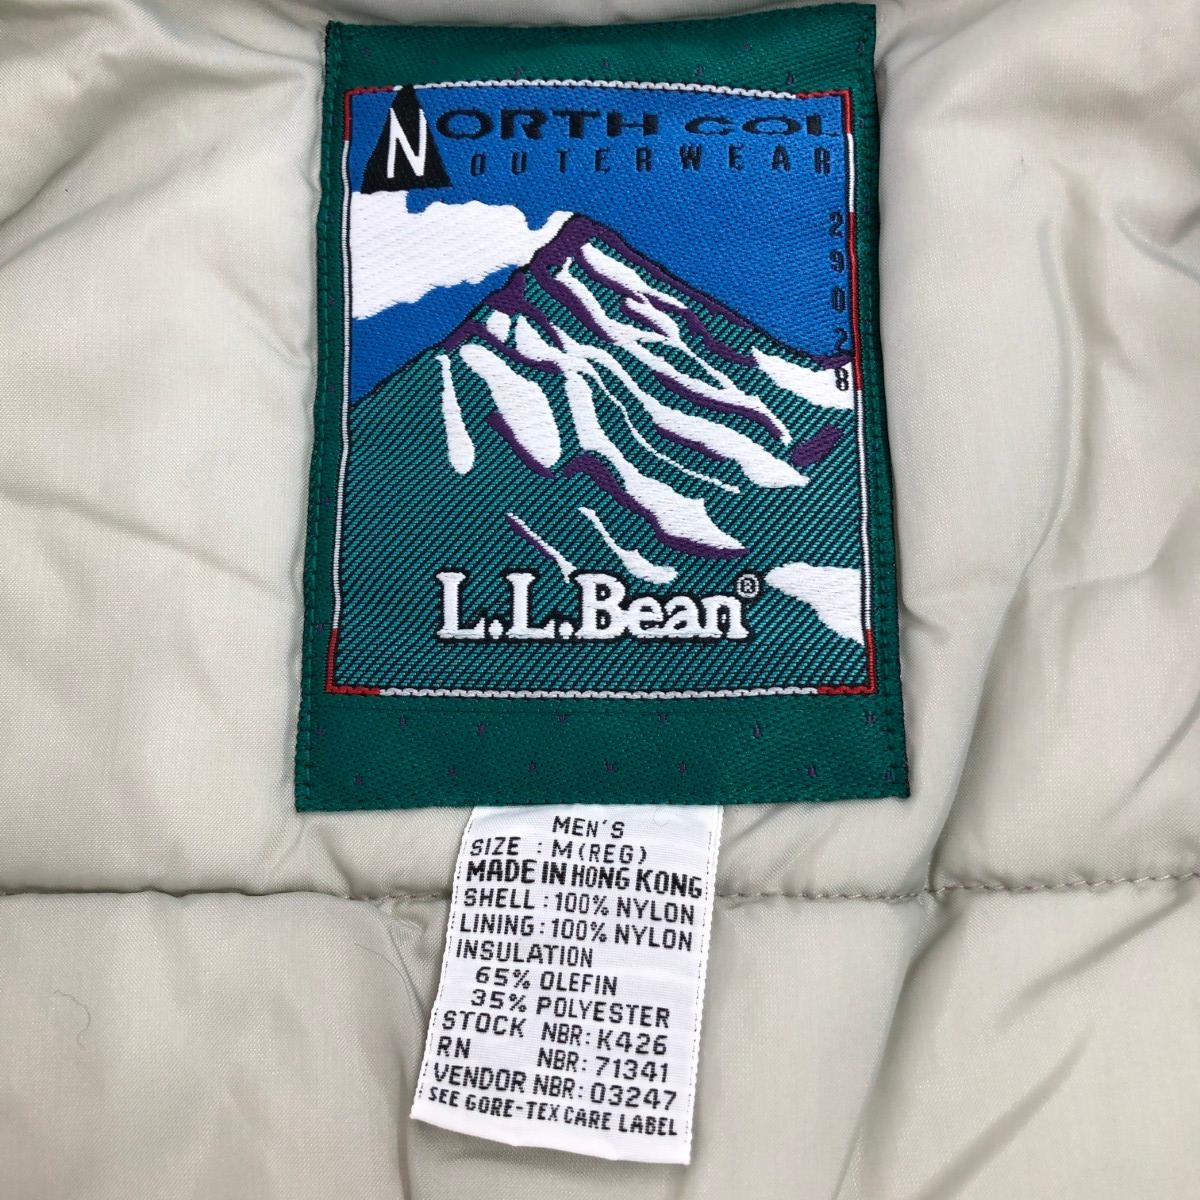 NORTH COL
OUTERWEAR
29028
L.L.Bean®
MEN'S
SIZE : M(REG)
MADE IN HONG KONG
SHELL : 100% NYLON
LINING : 100% NYLON
INSULATION
65% OLEFIN
35% POLYESTER
STOCK NBR: K426
RN NBR: 71341
VENDOR NBR: 03247
SEE GORE-TEX CARE LABEL